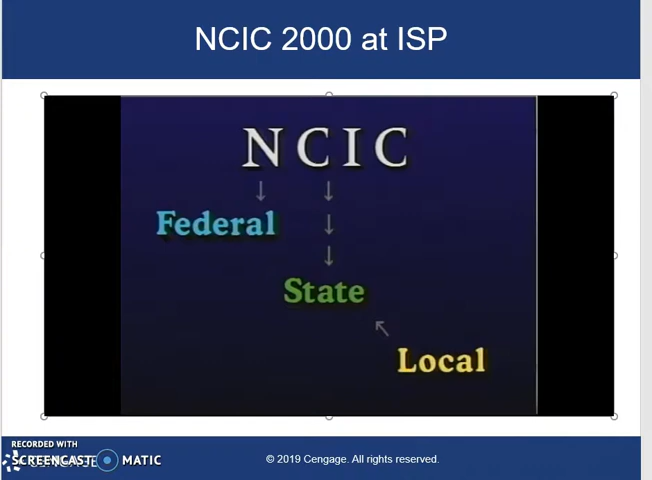 NCIC 2000 at ISP
NCIC
Federal
State
Local
RECORDED WITH
SCREENCAST MATIC
© 2019 Cengage. All rights reserved.